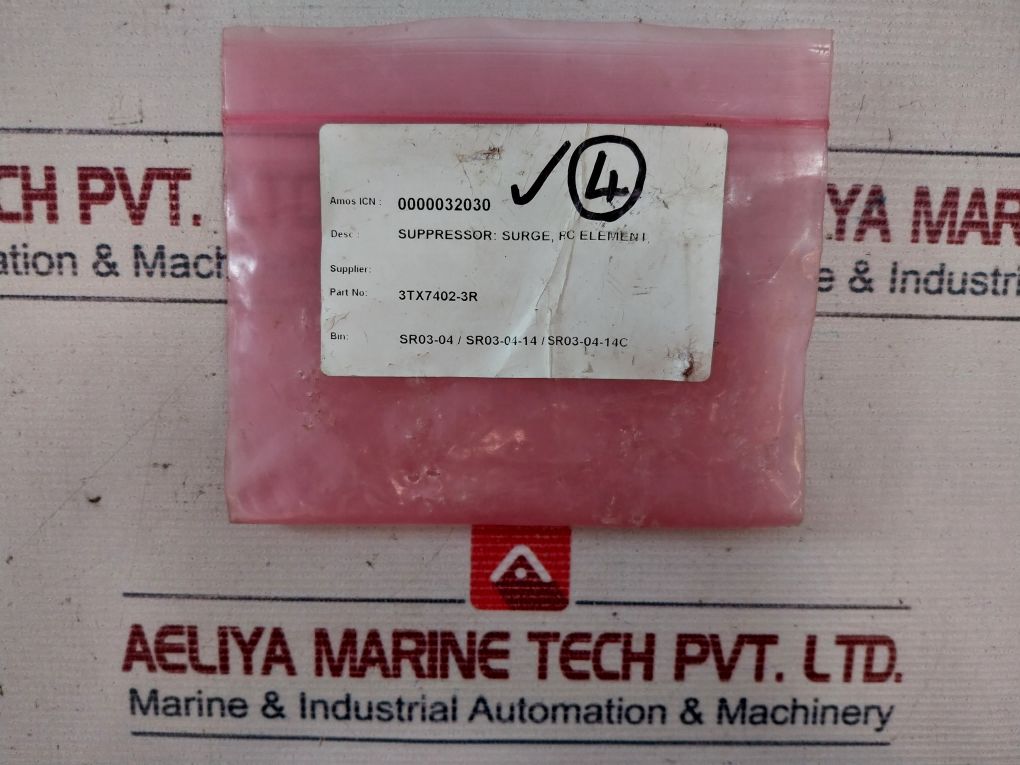 ✓ 4
Amos ICN : 0000032030
Desc : SUPPRESSOR: SURGE, RC ELEMENT,
Supplier:
Part No: 3TX7402-3R
Bin: SR03-04 / SR03-04-14 / SR03-04-14C
CH PVT.
ation & Mach
YA MAR
e & Industri
AELIYA MARINE TECH PVT. LTD.
Marine & Industrial Automation & Machinery